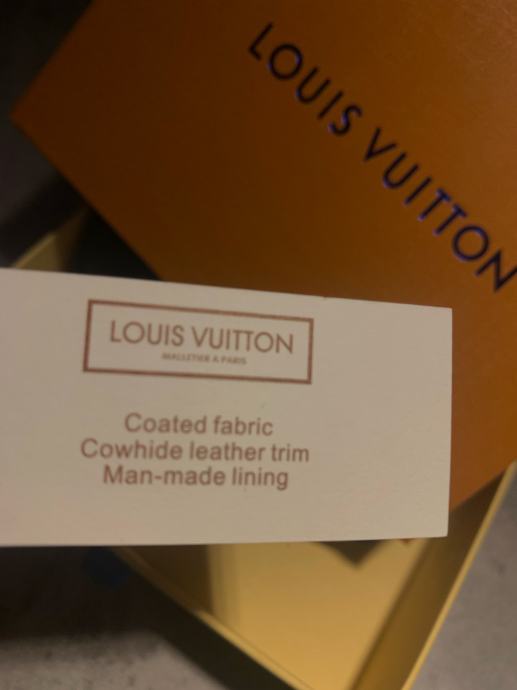 LOUIS VUITTON
LOUIS VUITTON
MALLETIER A PARIS
Coated fabric
Cowhide leather trim
Man-made lining